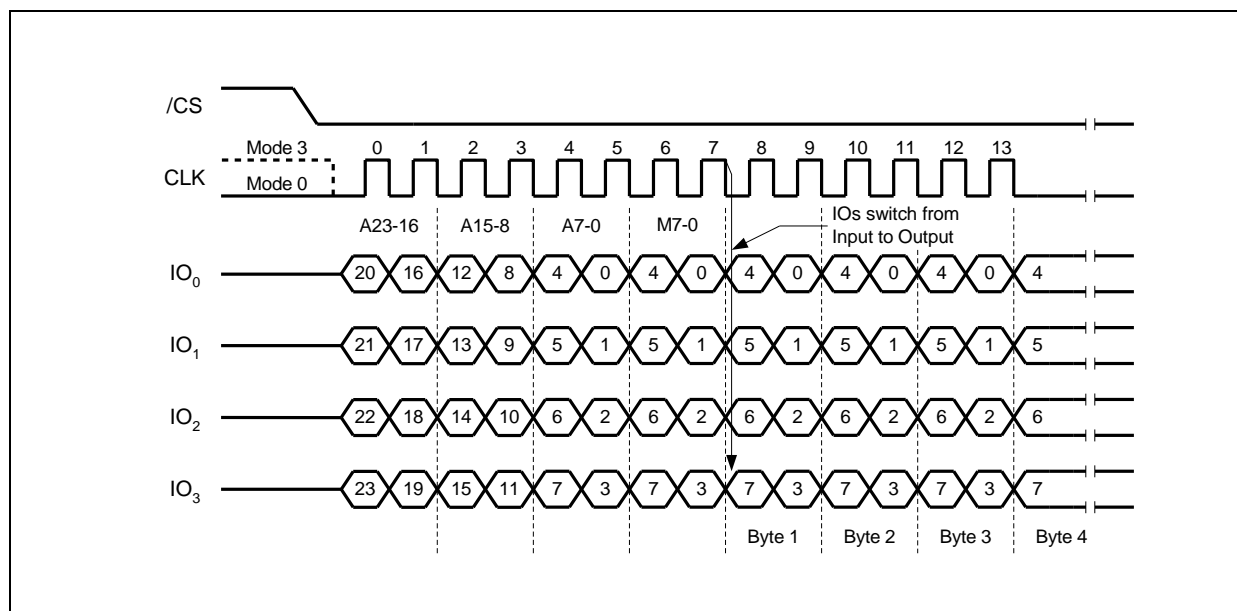 /CS
Mode 3
0 1 2 3 4 5 6 7 8 9 10 11 12 13
CLK
Mode 0
A23-16 A15-8 A7-0 M7-0
IOs switch from
Input to Output
IO0 20 16 12 8 4 0 4 0 4 0 4 0 4 0 4
IO1 21 17 13 9 5 1 5 1 5 1 5 1 5 1 5
IO2 22 18 14 10 6 2 6 2 6 2 6 2 6 2 6
IO3 23 19 15 11 7 3 7 3 7 3 7 3 7 3 7
Byte 1 Byte 2 Byte 3 Byte 4